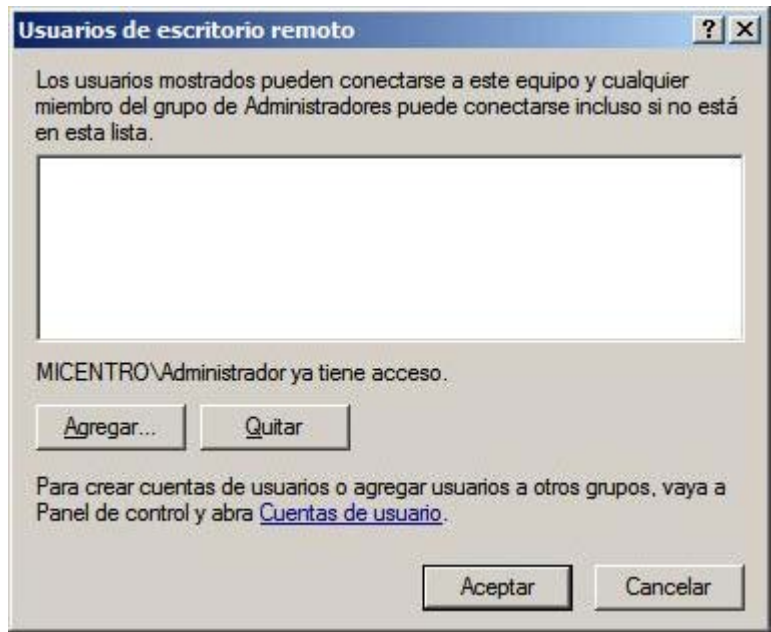 Usuarios de escritorio remoto
Los usuarios mostrados pueden conectarse a este equipo y cualquier
miembro del grupo de Administradores puede conectarse incluso si no está
en esta lista.
MICENTRO\Administrador ya tiene acceso.
Agregar... Quitar
Para crear cuentas de usuarios o agregar usuarios a otros grupos, vaya a
Panel de control y abra Cuentas de usuario.
Aceptar Cancelar